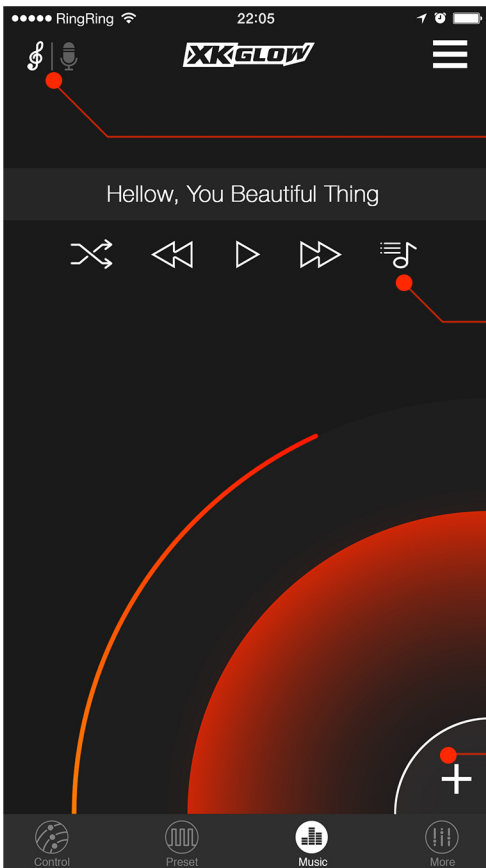 RingRing
22:05
XKGLOW
Hellow, You Beautiful Thing
Control
Preset
Music
More